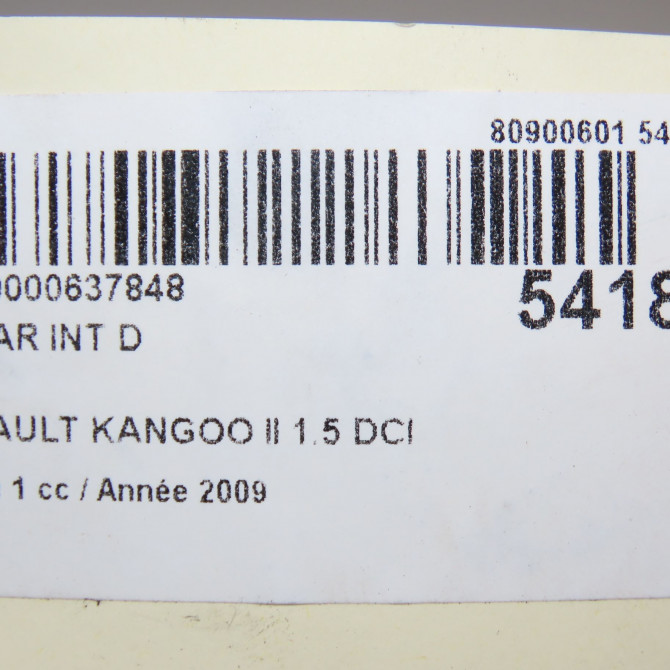 80900601 54
0000637848
5418
AR INT D
AULT KANGOO II 1.5 DCI
1 cc / Année 2009